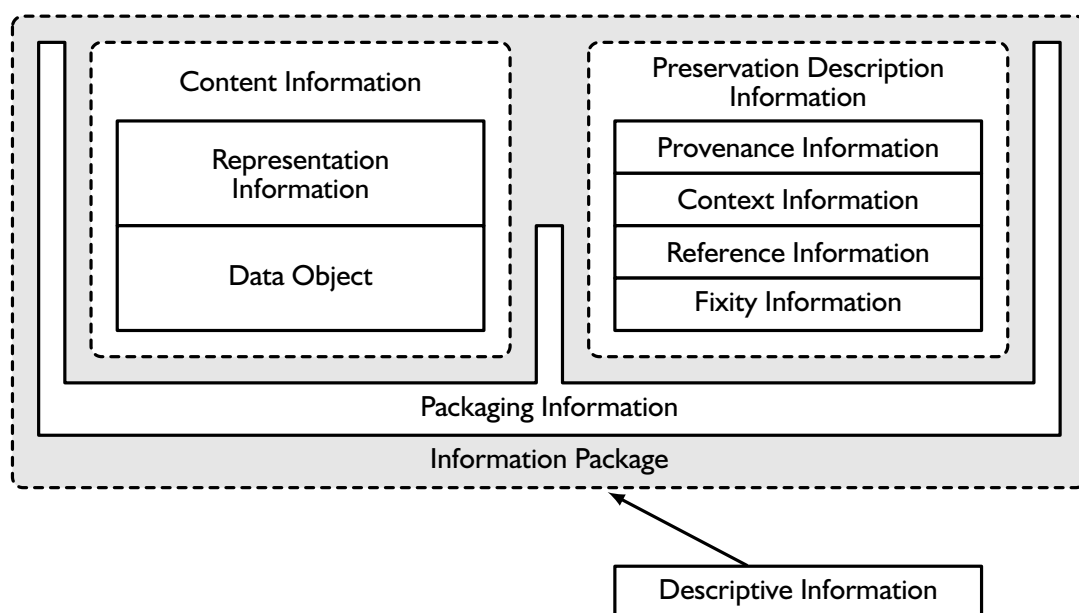 Content Information
Representation
Information
Data Object
Preservation Description
Information
Provenance Information
Context Information
Reference Information
Fixity Information
Packaging Information
Information Package
Descriptive Information